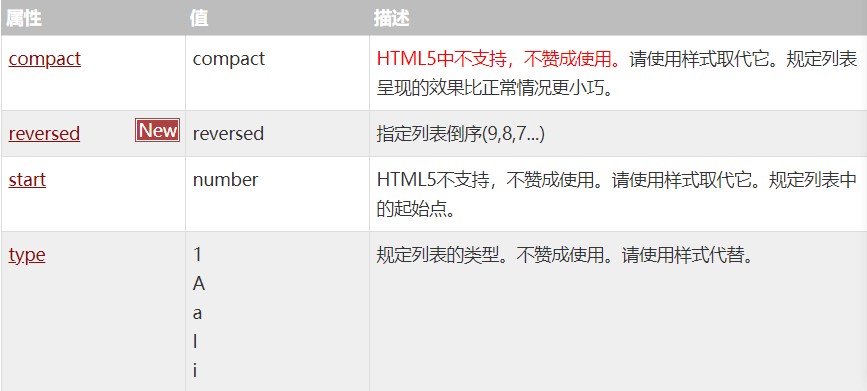 属性 值 描述
compact compact HTML5中不支持，不赞成使用。请使用样式取代它。规定列表
呈现的效果比正常情况更小巧。
reversed New reversed 指定列表倒序(9,8,7...)
start number HTML5不支持，不赞成使用。请使用样式取代它。规定列表中
的起始点。
type 1 规定列表的类型。不赞成使用。请使用样式代替。
A
a
I
i